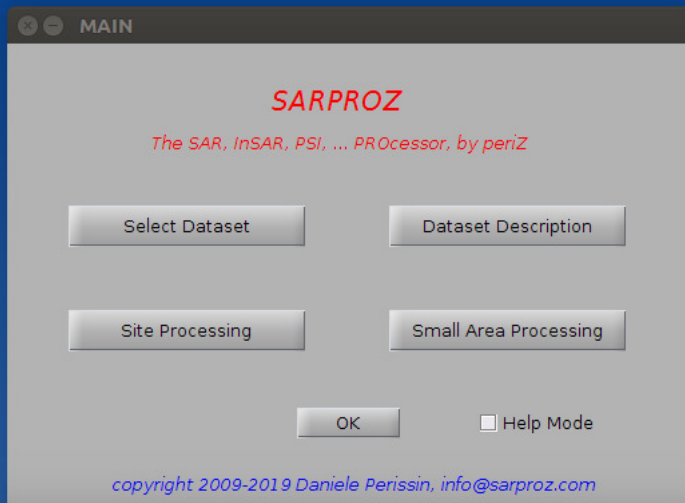 MAIN
SARPROZ
The SAR, InSAR, PSI, ... PROcessor, by periZ
Select Dataset Dataset Description
Site Processing Small Area Processing
OK Help Mode
copyright 2009-2019 Daniele Perissin, info@sarproz.com